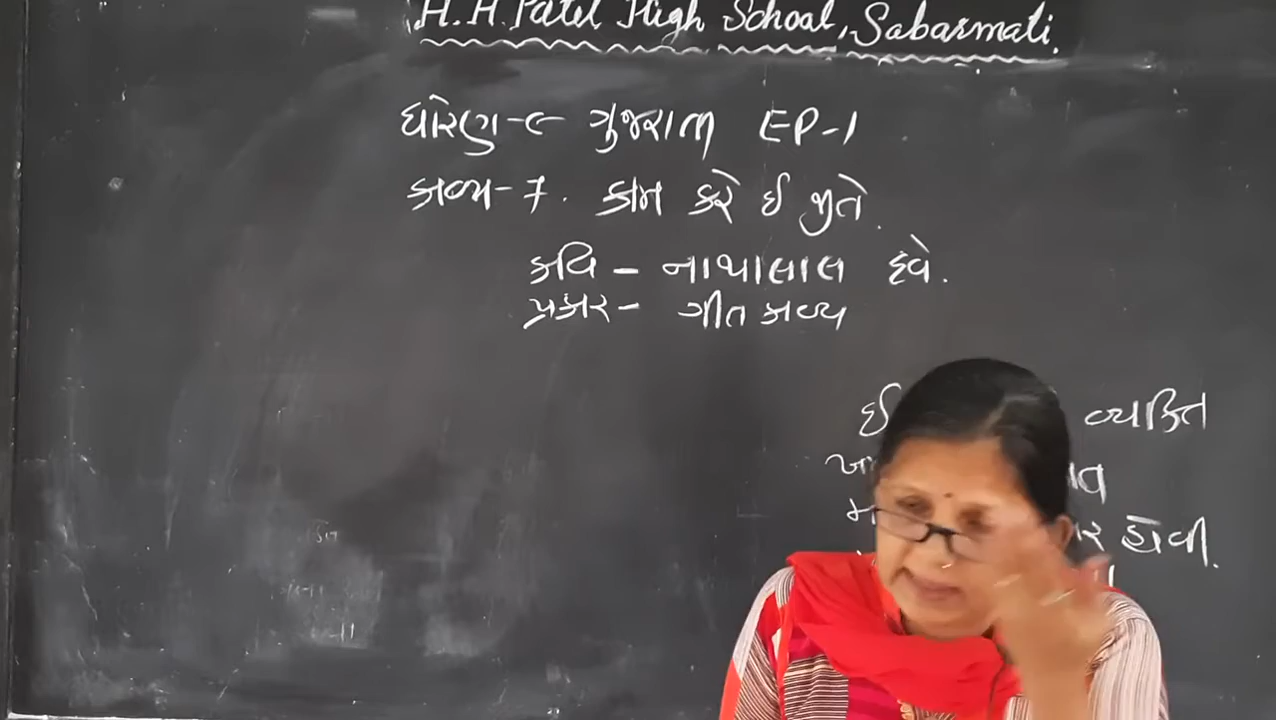 H.H. Patel High School, Sabarmati.
ધોરણ-૯ ગુજરાતી EP-1
કાવ્ય-7. કામ કરે ઈ જીતે.
કવિ – નાથાલાલ દવે.
પ્રકાર- ગીત કાવ્ય
ઈ વ્યક્તિ
હોવી.